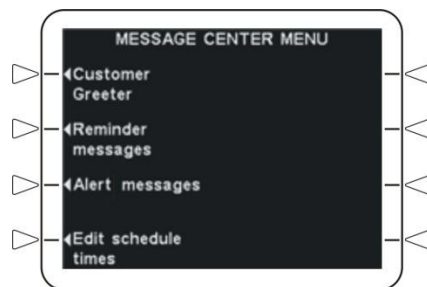 MESSAGE CENTER MENU
Customer
Greeter
Reminder
messages
Alert messages
Edit schedule
times